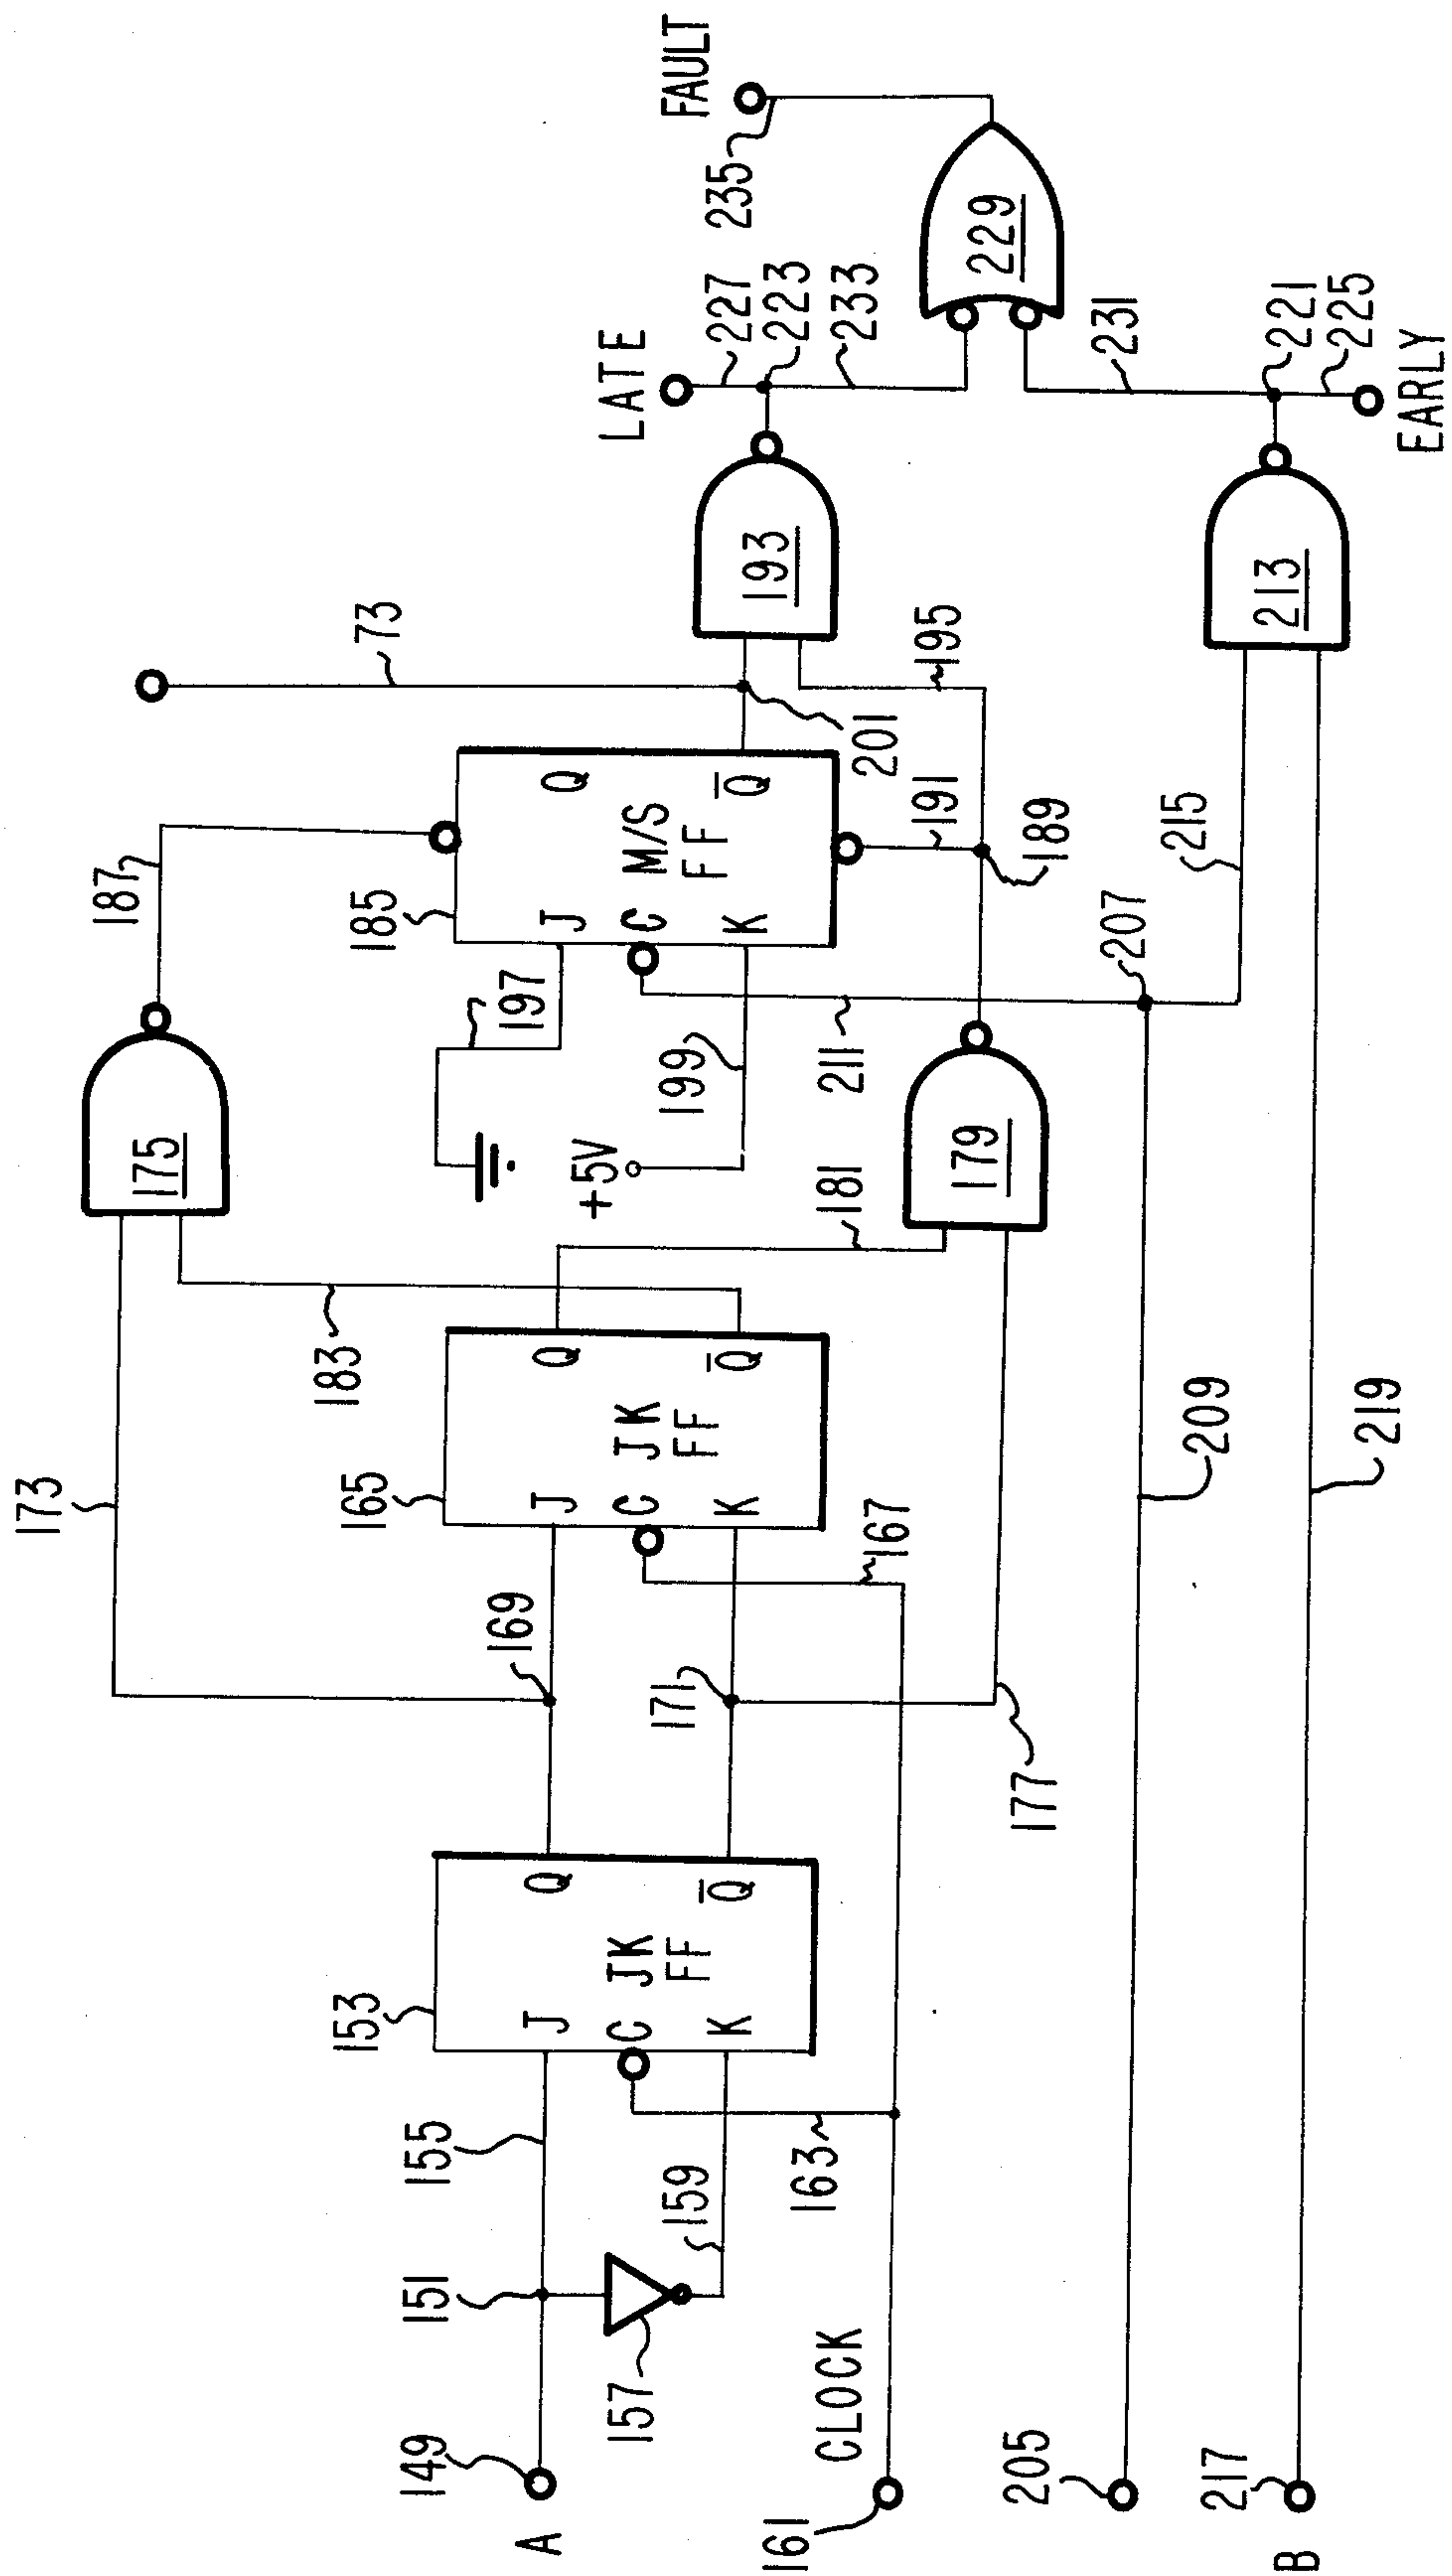 A
149
151
155
157
159
153
J
C
K
JK
FF
Q
Q̅
CLOCK
161
163
169
171
173
177
167
165
J
C
K
JK
FF
Q
Q̅
183
181
175
179
187
185
197
+5V
199
J
C
K
M/S
FF
Q
Q̅
211
191
189
195
201
73
193
205
209
207
215
B
217
219
213
LATE
227
223
233
229
231
221
225
EARLY
235
FAULT